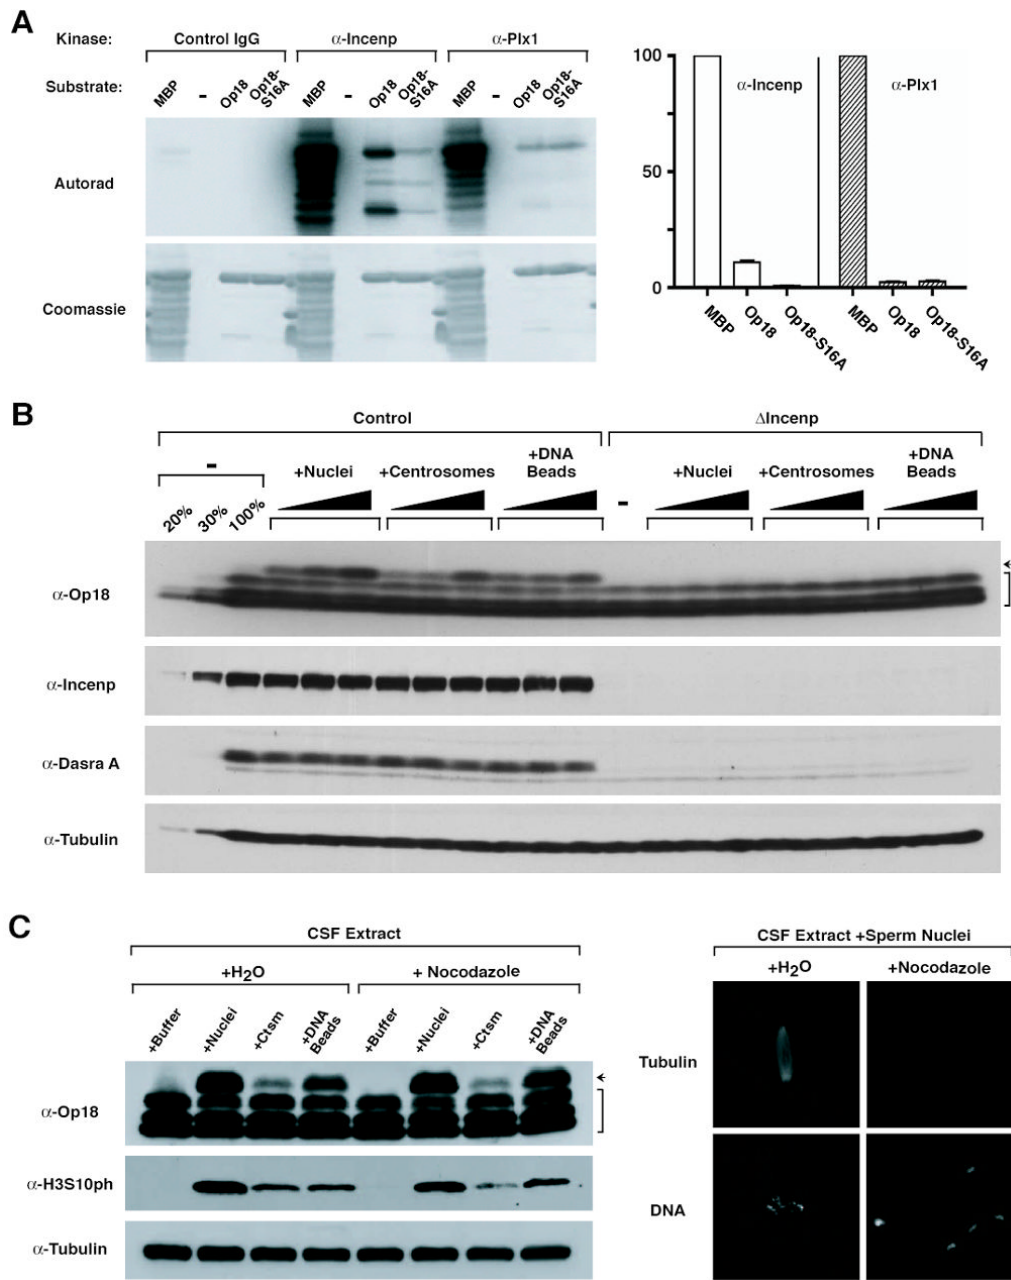 A
Kinase: Control IgG α-Incenp α-Plx1
Substrate: MBP - Op18 Op18-S16A MBP - Op18 Op18-S16A MBP - Op18 Op18-S16A
Autorad
Coomassie
100
50
0
α-Incenp α-Plx1
MBP Op18 Op18-S16A MBP Op18 Op18-S16A
B
Control ΔIncenp
- +Nuclei +Centrosomes +DNA Beads - +Nuclei +Centrosomes +DNA Beads
20% 30% 100%
α-Op18
α-Incenp
α-Dasra A
α-Tubulin
C
CSF Extract
+H2O + Nocodazole
+Buffer +Nuclei +Ctsm +DNA Beads +Buffer +Nuclei +Ctsm +DNA Beads
α-Op18
α-H3S10ph
α-Tubulin
CSF Extract +Sperm Nuclei
+H2O +Nocodazole
Tubulin
DNA